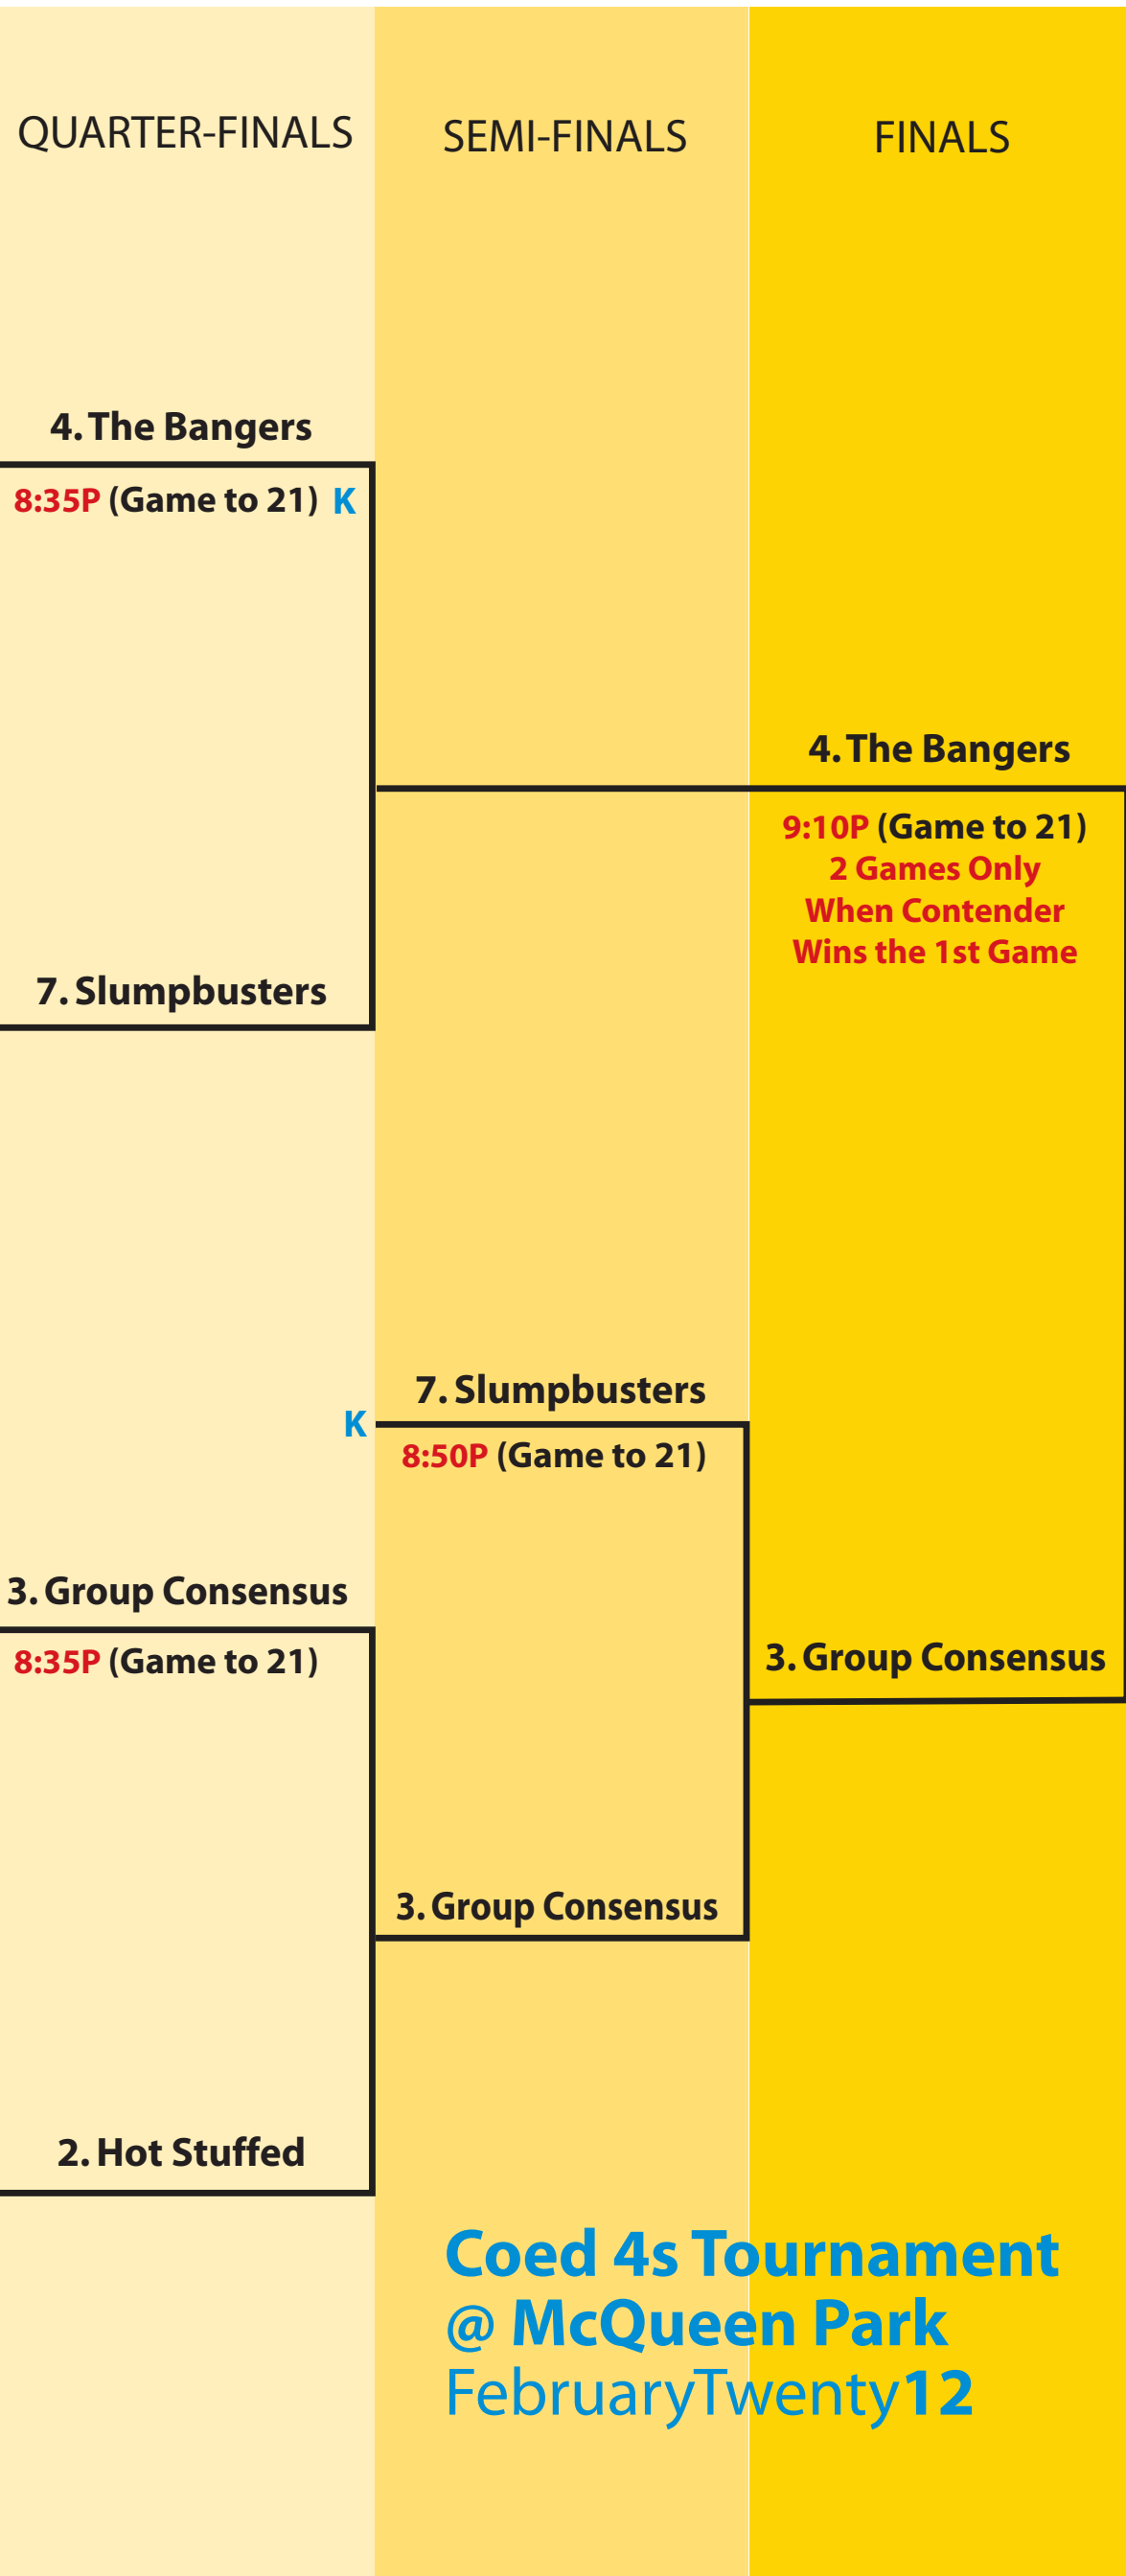 QUARTER-FINALS
SEMI-FINALS
FINALS
4. The Bangers
8:35P (Game to 21) K
4. The Bangers
9:10P (Game to 21)
2 Games Only
When Contender
Wins the 1st Game
7. Slumpbusters
7. Slumpbusters
K
8:50P (Game to 21)
3. Group Consensus
8:35P (Game to 21)
3. Group Consensus
3. Group Consensus
2. Hot Stuffed
Coed 4s Tournament
@ McQueen Park
FebruaryTwenty12